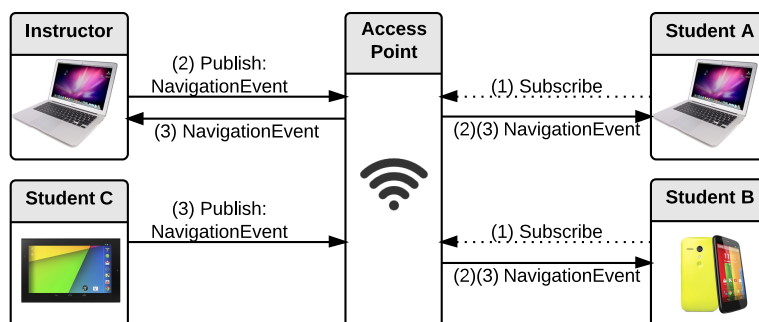 Instructor
Access
Point
Student A
(2) Publish:
NavigationEvent
(1) Subscribe
(3) NavigationEvent
(2)(3) NavigationEvent
Student C
Student B
(3) Publish:
NavigationEvent
(1) Subscribe
(2)(3) NavigationEvent